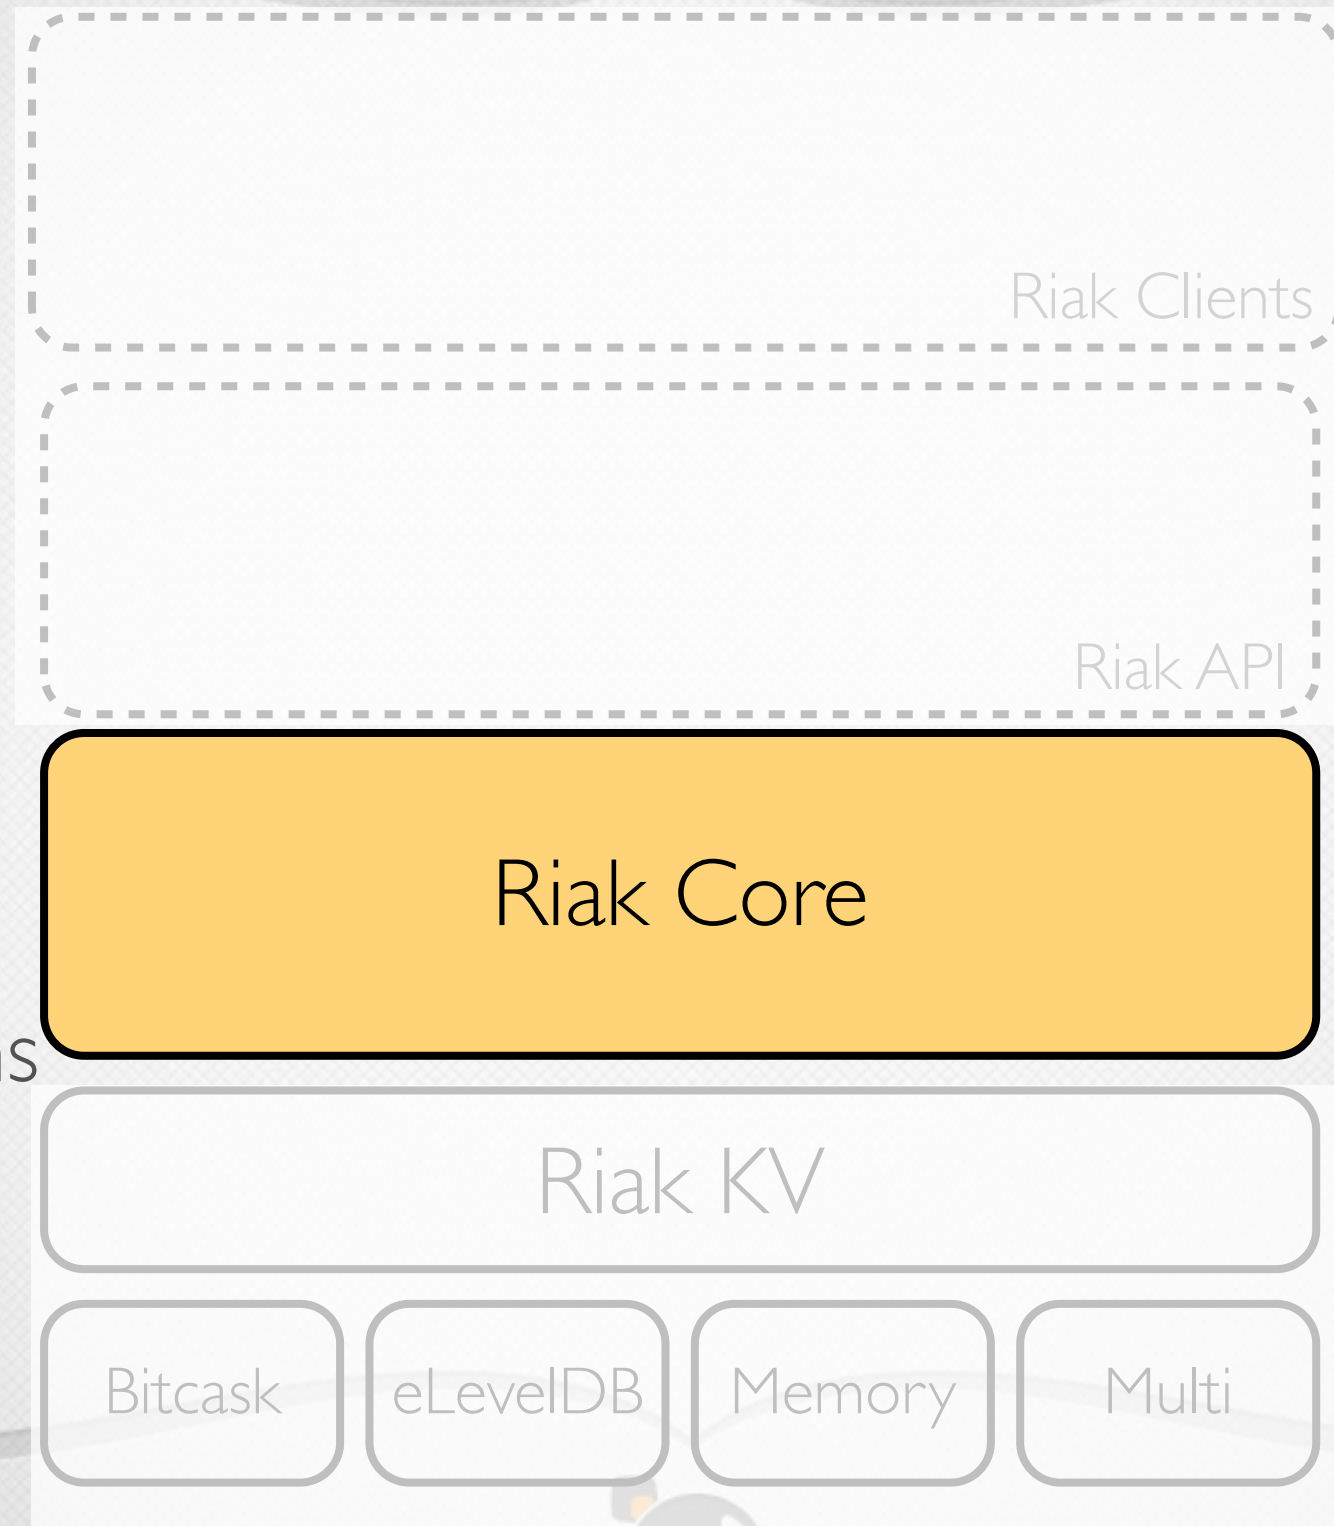 Riak Clients
Riak API
Riak Core
Riak KV
Bitcask eLevelDB Memory Multi